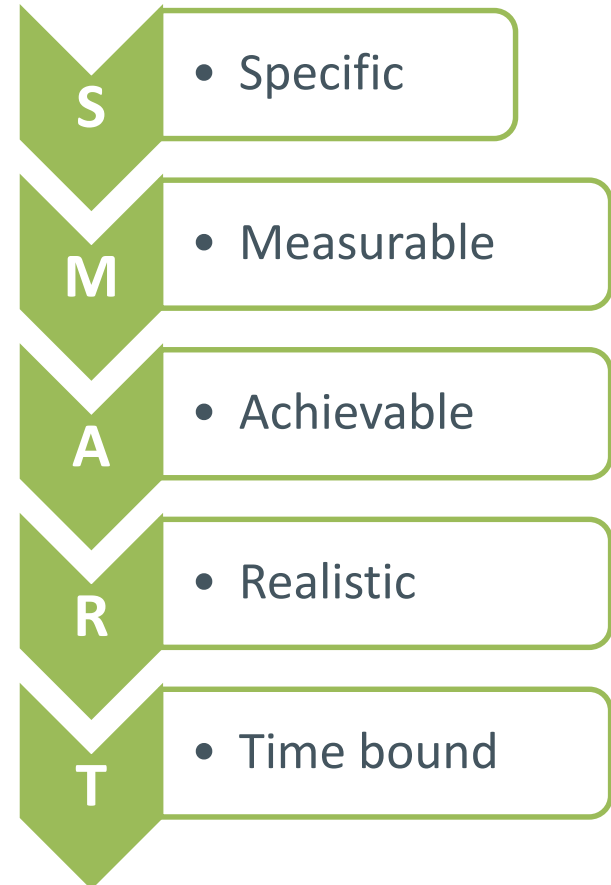 S
• Specific
M
• Measurable
A
• Achievable
R
• Realistic
T
• Time bound